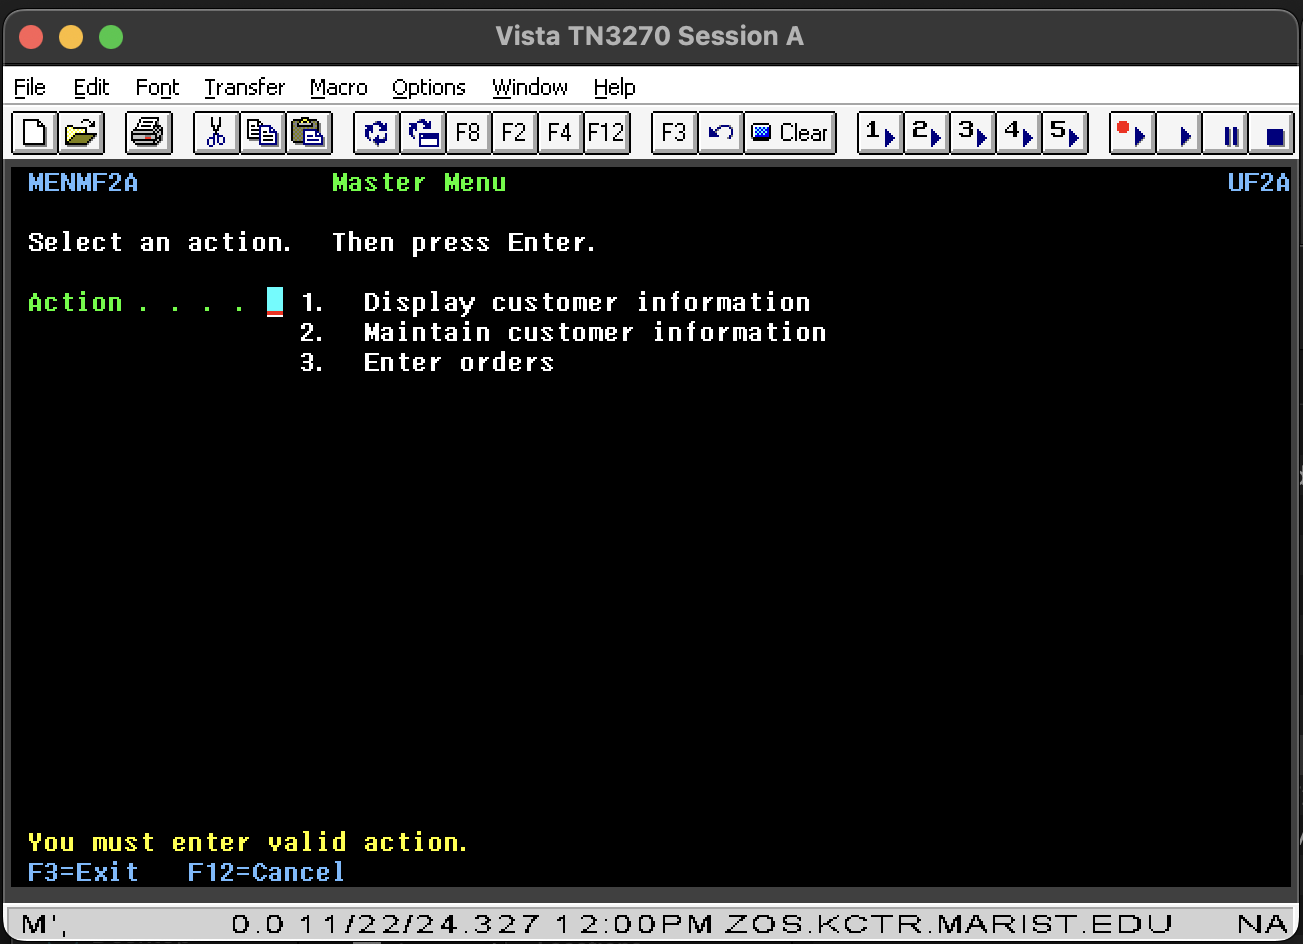 Vista TN3270 Session A
File Edit Font Transfer Macro Options Window Help
F8 F2 F4 F12 F3 Clear 1 2 3 4 5
MENMF2A Master Menu UF2A
Select an action. Then press Enter.
Action . . . . 1. Display customer information
2. Maintain customer information
3. Enter orders
You must enter valid action.
F3=Exit F12=Cancel
M', 0.0 11/22/24.327 12:00PM ZOS.KCTR.MARIST.EDU NA